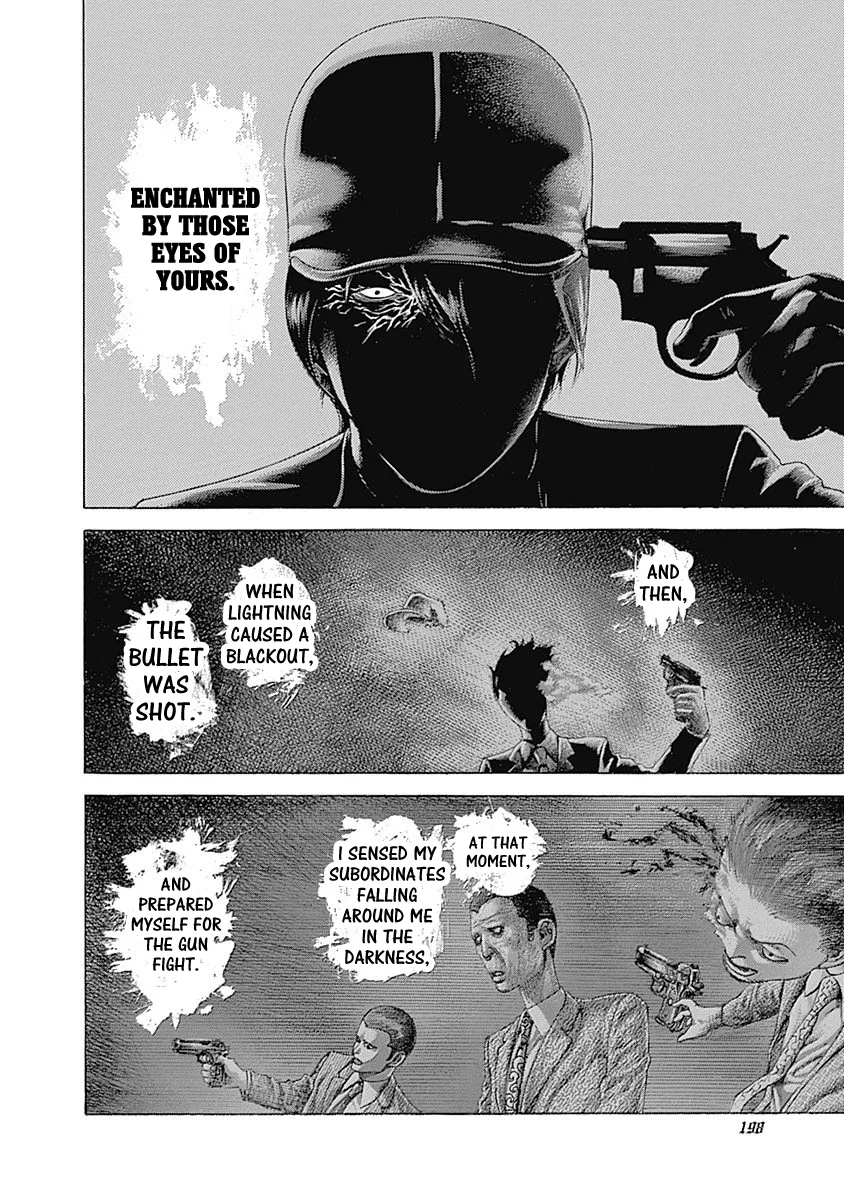 ENCHANTED
BY THOSE
EYES OF
YOURS.
14
AND
THEN,
WHEN
LIGHTNING
CAUSED A
BLACKOUT,
THE
BULLET
WAS
SHOT.
AT THAT
MOMENT,
I SENSED MY
SUBORDINATES
FALLING
AROUND ME
IN THE
DARKNESS,
AND
PREPARED
MYSELF FOR
THE GUN
FIGHT.
198